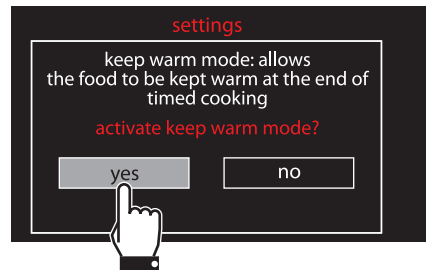 settings
keep warm mode: allows
the food to be kept warm at the end of
timed cooking
activate keep warm mode?
yes
no